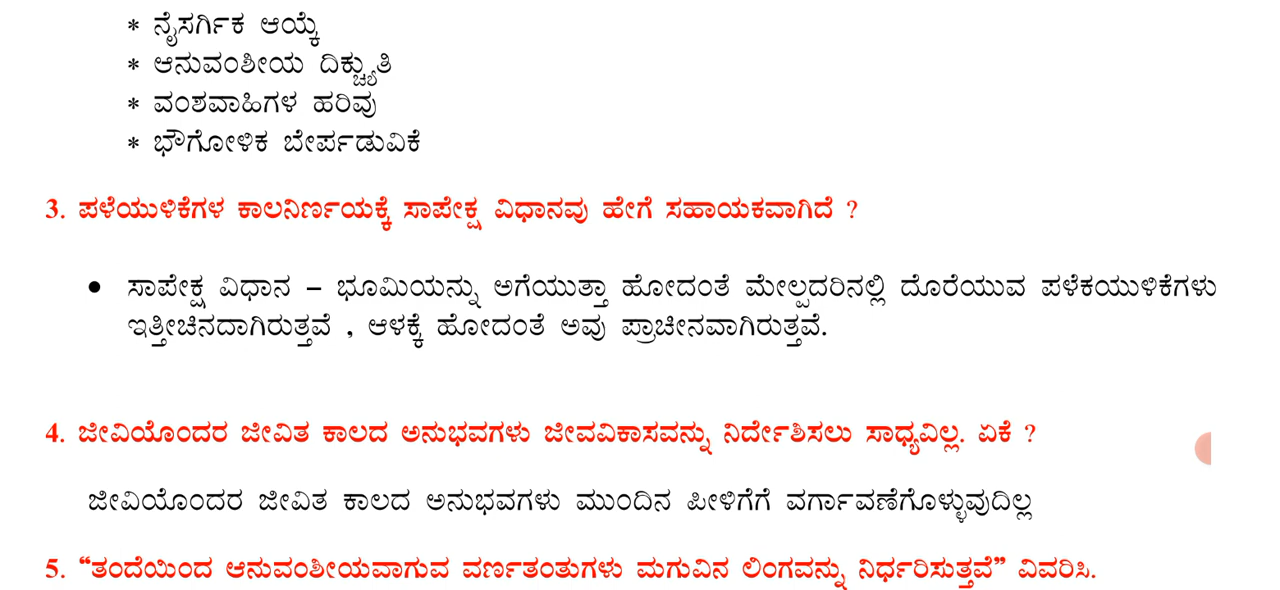 * ನೈಸರ್ಗಿಕ ಆಯ್ಕೆ
* ಆನುವಂಶೀಯ ದಿಕ್ಚ್ಯುತಿ
* ವಂಶವಾಹಿಗಳ ಹರಿವು
* ಭೌಗೋಳಿಕ ಬೇರ್ಪಡುವಿಕೆ
3. ಪಳೆಯುಳಿಕೆಗಳ ಕಾಲನಿರ್ಣಯಕ್ಕೆ ಸಾಪೇಕ್ಷ ವಿಧಾನವು ಹೇಗೆ ಸಹಾಯಕವಾಗಿದೆ ?
• ಸಾಪೇಕ್ಷ ವಿಧಾನ – ಭೂಮಿಯನ್ನು ಅಗೆಯುತ್ತಾ ಹೋದಂತೆ ಮೇಲ್ಪದರಿನಲ್ಲಿ ದೊರೆಯುವ ಪಳೆಕಯುಳಿಕೆಗಳು
ಇತ್ತೀಚಿನದಾಗಿರುತ್ತವೆ , ಆಳಕ್ಕೆ ಹೋದಂತೆ ಅವು ಪ್ರಾಚೀನವಾಗಿರುತ್ತವೆ.
4. ಜೀವಿಯೊಂದರ ಜೀವಿತ ಕಾಲದ ಅನುಭವಗಳು ಜೀವವಿಕಾಸವನ್ನು ನಿರ್ದೇಶಿಸಲು ಸಾಧ್ಯವಿಲ್ಲ. ಏಕೆ ?
ಜೀವಿಯೊಂದರ ಜೀವಿತ ಕಾಲದ ಅನುಭವಗಳು ಮುಂದಿನ ಪೀಳಿಗೆಗೆ ವರ್ಗಾವಣೆಗೊಳ್ಳುವುದಿಲ್ಲ
5. “ತಂದೆಯಿಂದ ಆನುವಂಶೀಯವಾಗುವ ವರ್ಣತಂತುಗಳು ಮಗುವಿನ ಲಿಂಗವನ್ನು ನಿರ್ಧರಿಸುತ್ತವೆ” ವಿವರಿಸಿ.